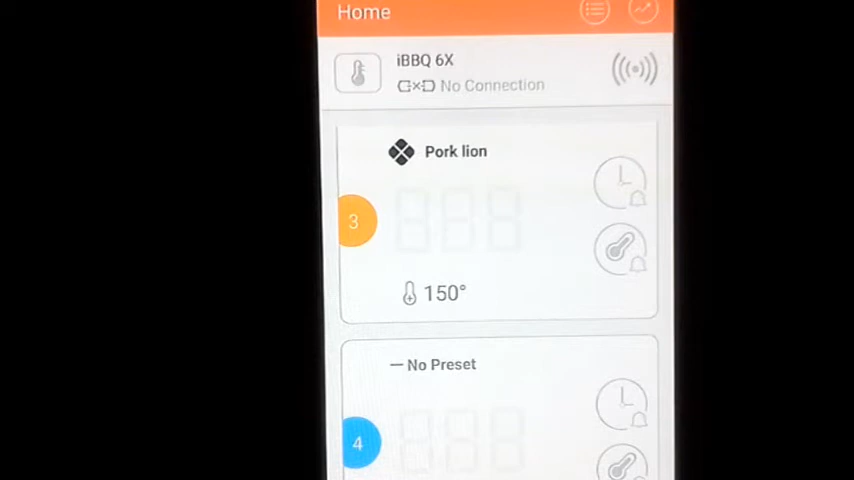 Home
iBBQ 6X
No Connection
Pork lion
3
150°
No Preset
4